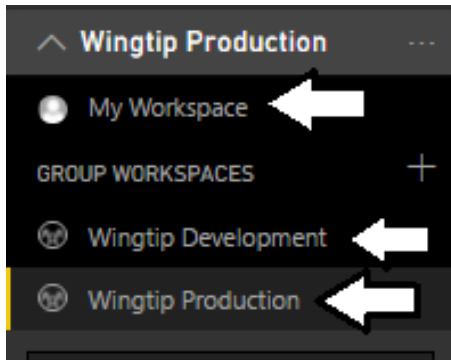 Wingtip Production
My Workspace
GROUP WORKSPACES
Wingtip Development
Wingtip Production